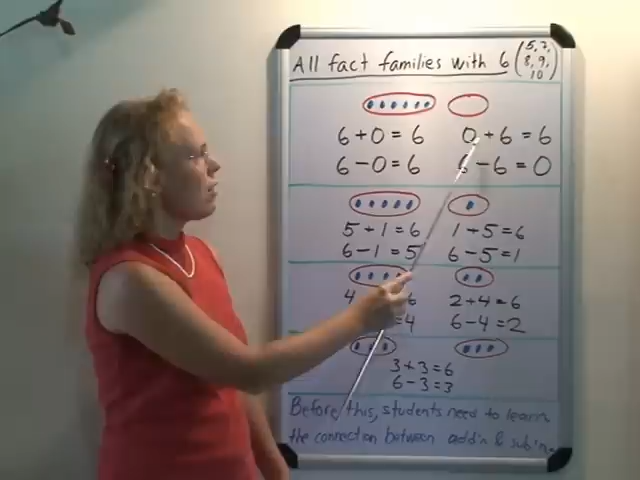 All fact families with 6 (5, 7, 8, 9, 10)
6 + 0 = 6 0 + 6 = 6
6 − 0 = 6 6 − 6 = 0
5 + 1 = 6 1 + 5 = 6
6 − 1 = 5 6 − 5 = 1
4 6 2 + 4 = 6
= 4 6 − 4 = 2
3 + 3 = 6
6 − 3 = 3
Before this, students need to learn
the connection between add'n & sub'n.